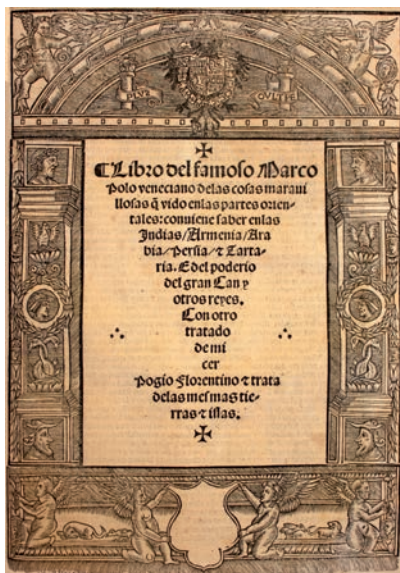 PLVS OVLTRE
✠
⁋Libro del famoso Marco
Polo veneciano delas cosas maraui
llosas q̃ vido enlas partes orien-
tales: conuiene saber enlas
Indias/Armenia/Ara
bia/Persia/⁊ Tarta-
ria. E del poderio
del gran Can y
otros reyes.
Con otro
tratado
de mi
cer
Pogio Florentino ⁊ trata
delas mesmas tie-
rras ⁊ islas.
✠